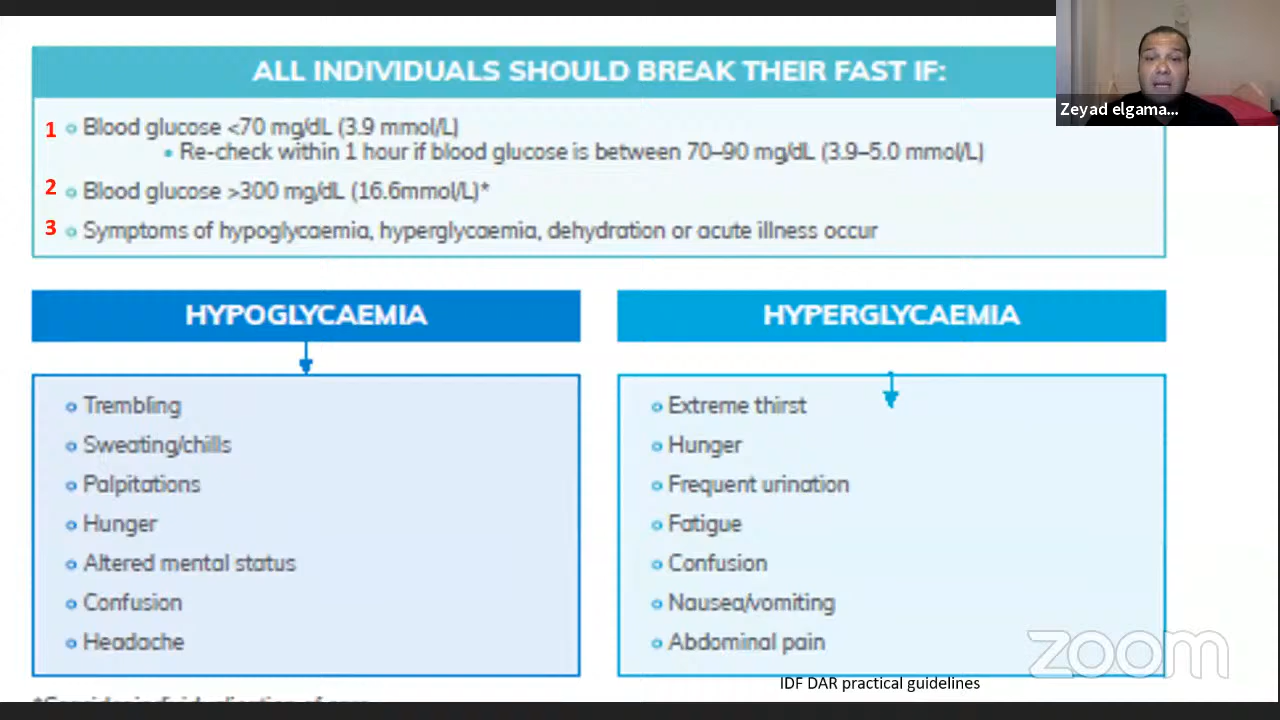 ALL INDIVIDUALS SHOULD BREAK THEIR FAST IF:
Zeyad elgama...
1 Blood glucose <70 mg/dL (3.9 mmol/L)
• Re-check within 1 hour if blood glucose is between 70–90 mg/dL (3.9–5.0 mmol/L)
2 Blood glucose >300 mg/dL (16.6mmol/L)*
3 Symptoms of hypoglycaemia, hyperglycaemia, dehydration or acute illness occur
HYPOGLYCAEMIA
Trembling
Sweating/chills
Palpitations
Hunger
Altered mental status
Confusion
Headache
HYPERGLYCAEMIA
Extreme thirst
Hunger
Frequent urination
Fatigue
Confusion
Nausea/vomiting
Abdominal pain
zoom
IDF DAR practical guidelines